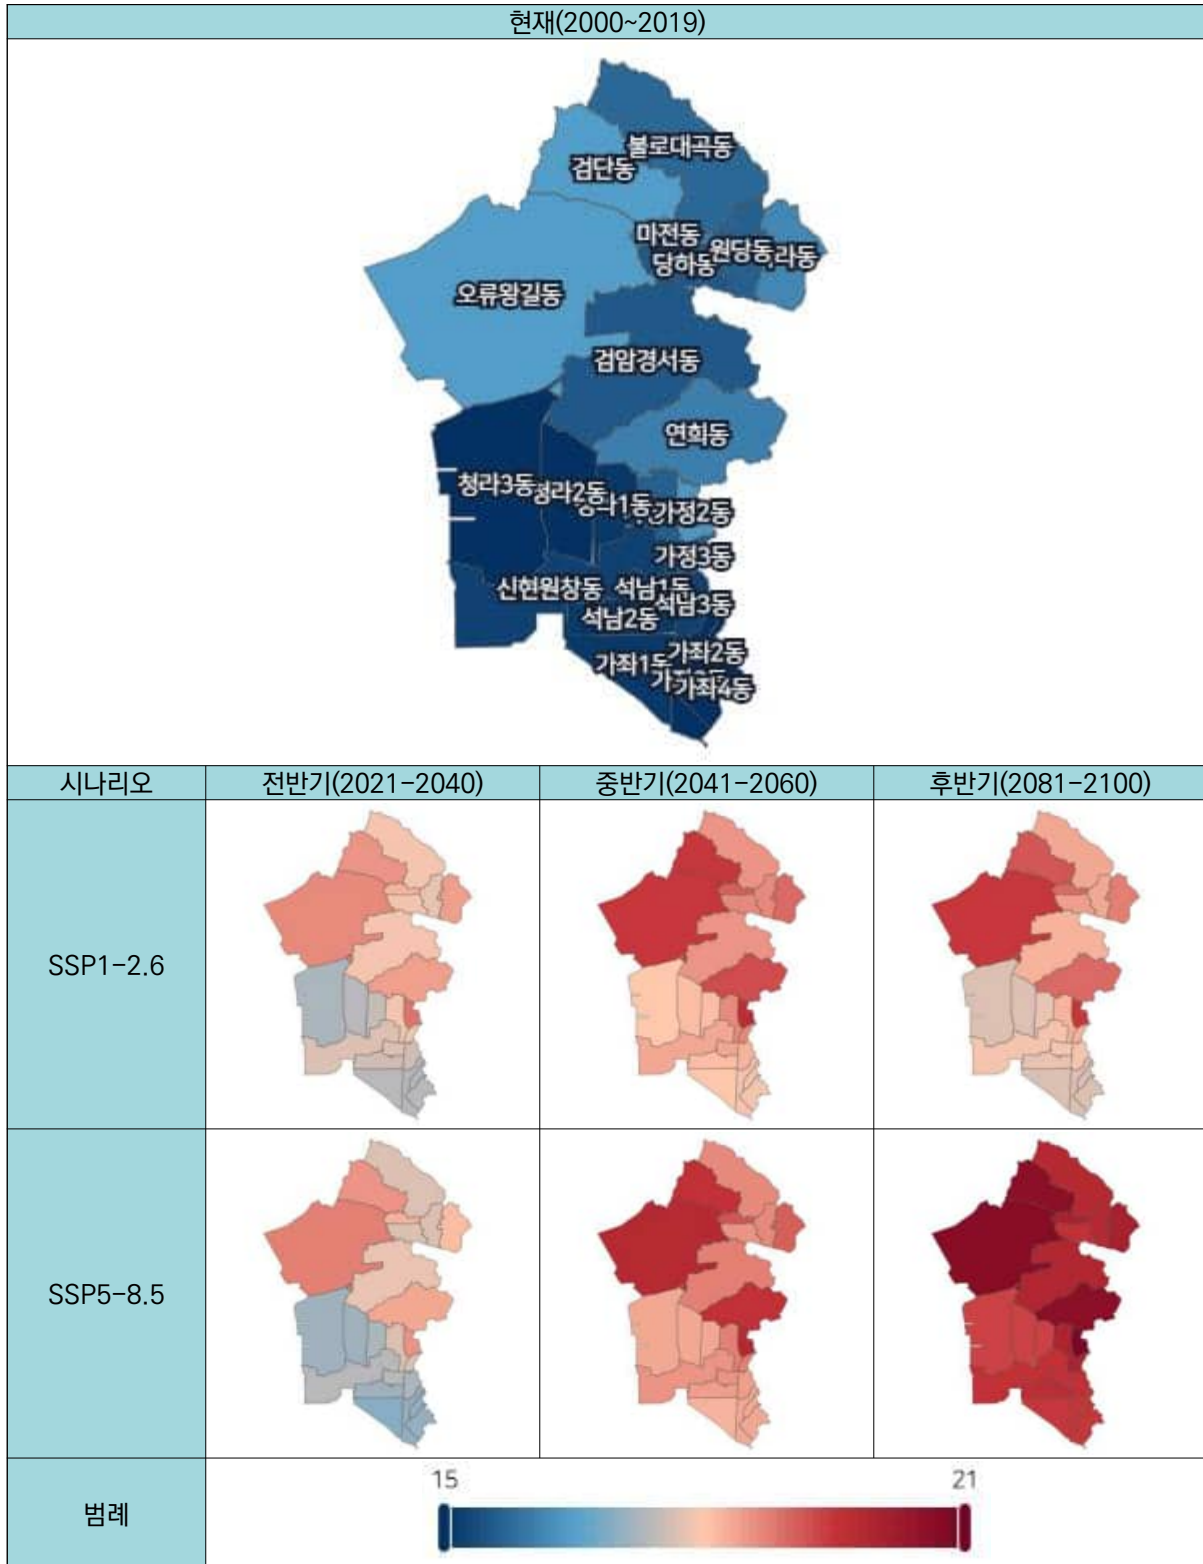 현재(2000~2019)
불로대곡동
검단동
마전동
원당동
라동
당하동
오류왕길동
검암경서동
연희동
청라3동
청라2동
라1동
가정2동
가정3동
신현원창동
석남1동
석남3동
석남2동
가좌2동
가좌1동
가좌4동
시나리오 전반기(2021-2040) 중반기(2041-2060) 후반기(2081-2100)
SSP1-2.6
SSP5-8.5
15 21
범례